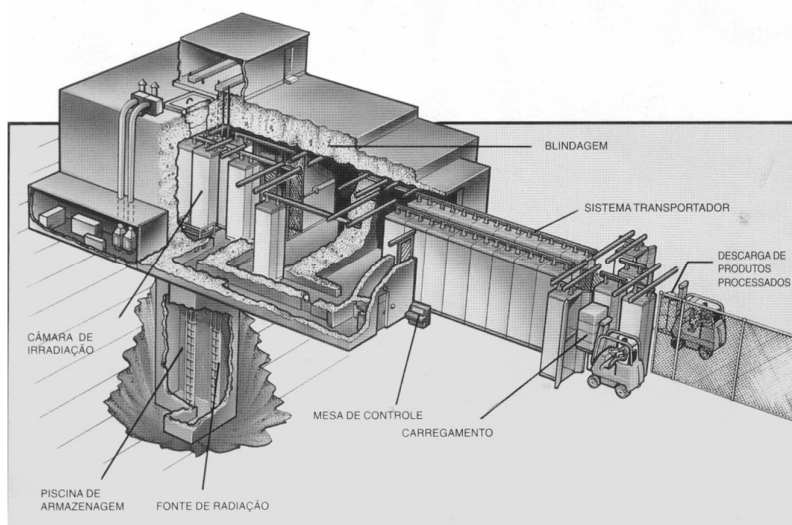 BLINDAGEM
SISTEMA TRANSPORTADOR
DESCARGA DE
PRODUTOS
PROCESSADOS
CÂMARA DE
IRRADIAÇÃO
MESA DE CONTROLE
CARREGAMENTO
PISCINA DE
ARMAZENAGEM
FONTE DE RADIAÇÃO